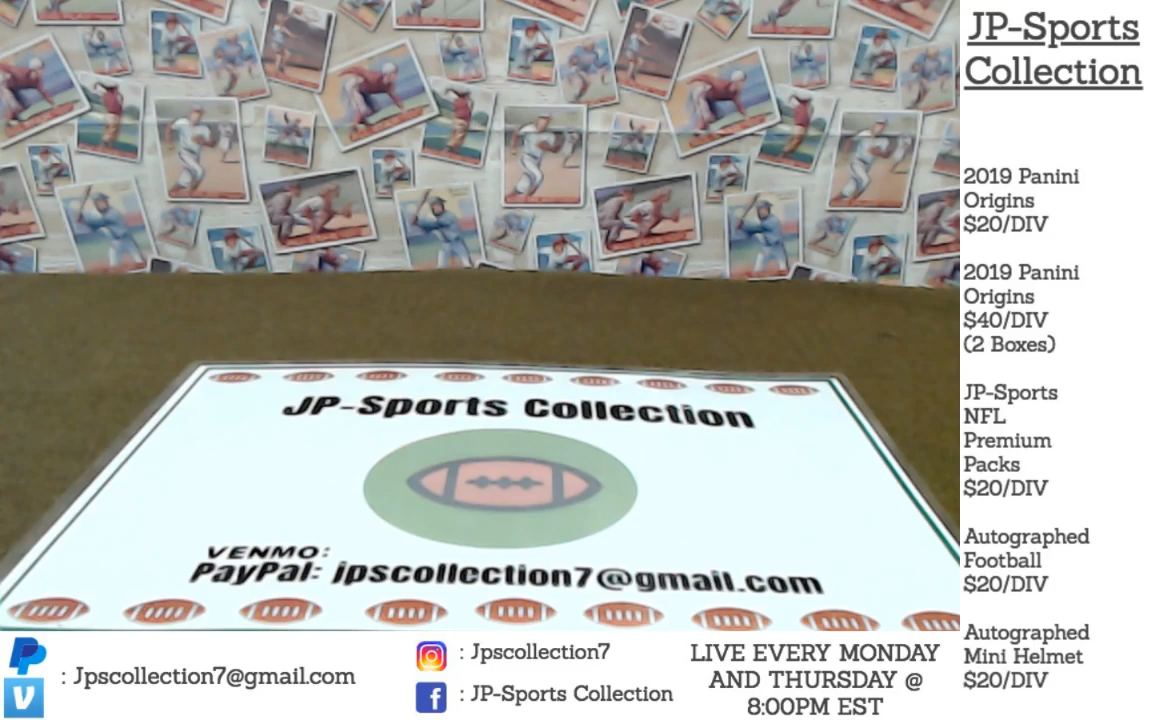 JP-Sports
Collection
2019 Panini
Origins
$20/DIV
2019 Panini
Origins
$40/DIV
(2 Boxes)
JP-Sports
NFL
Premium
Packs
$20/DIV
Autographed
Football
$20/DIV
Autographed
Mini Helmet
$20/DIV
JP-Sports Collection
VENMO:
PayPal: jpscollection7@gmail.com
: Jpscollection7@gmail.com
: Jpscollection7
: JP-Sports Collection
LIVE EVERY MONDAY
AND THURSDAY @
8:00PM EST